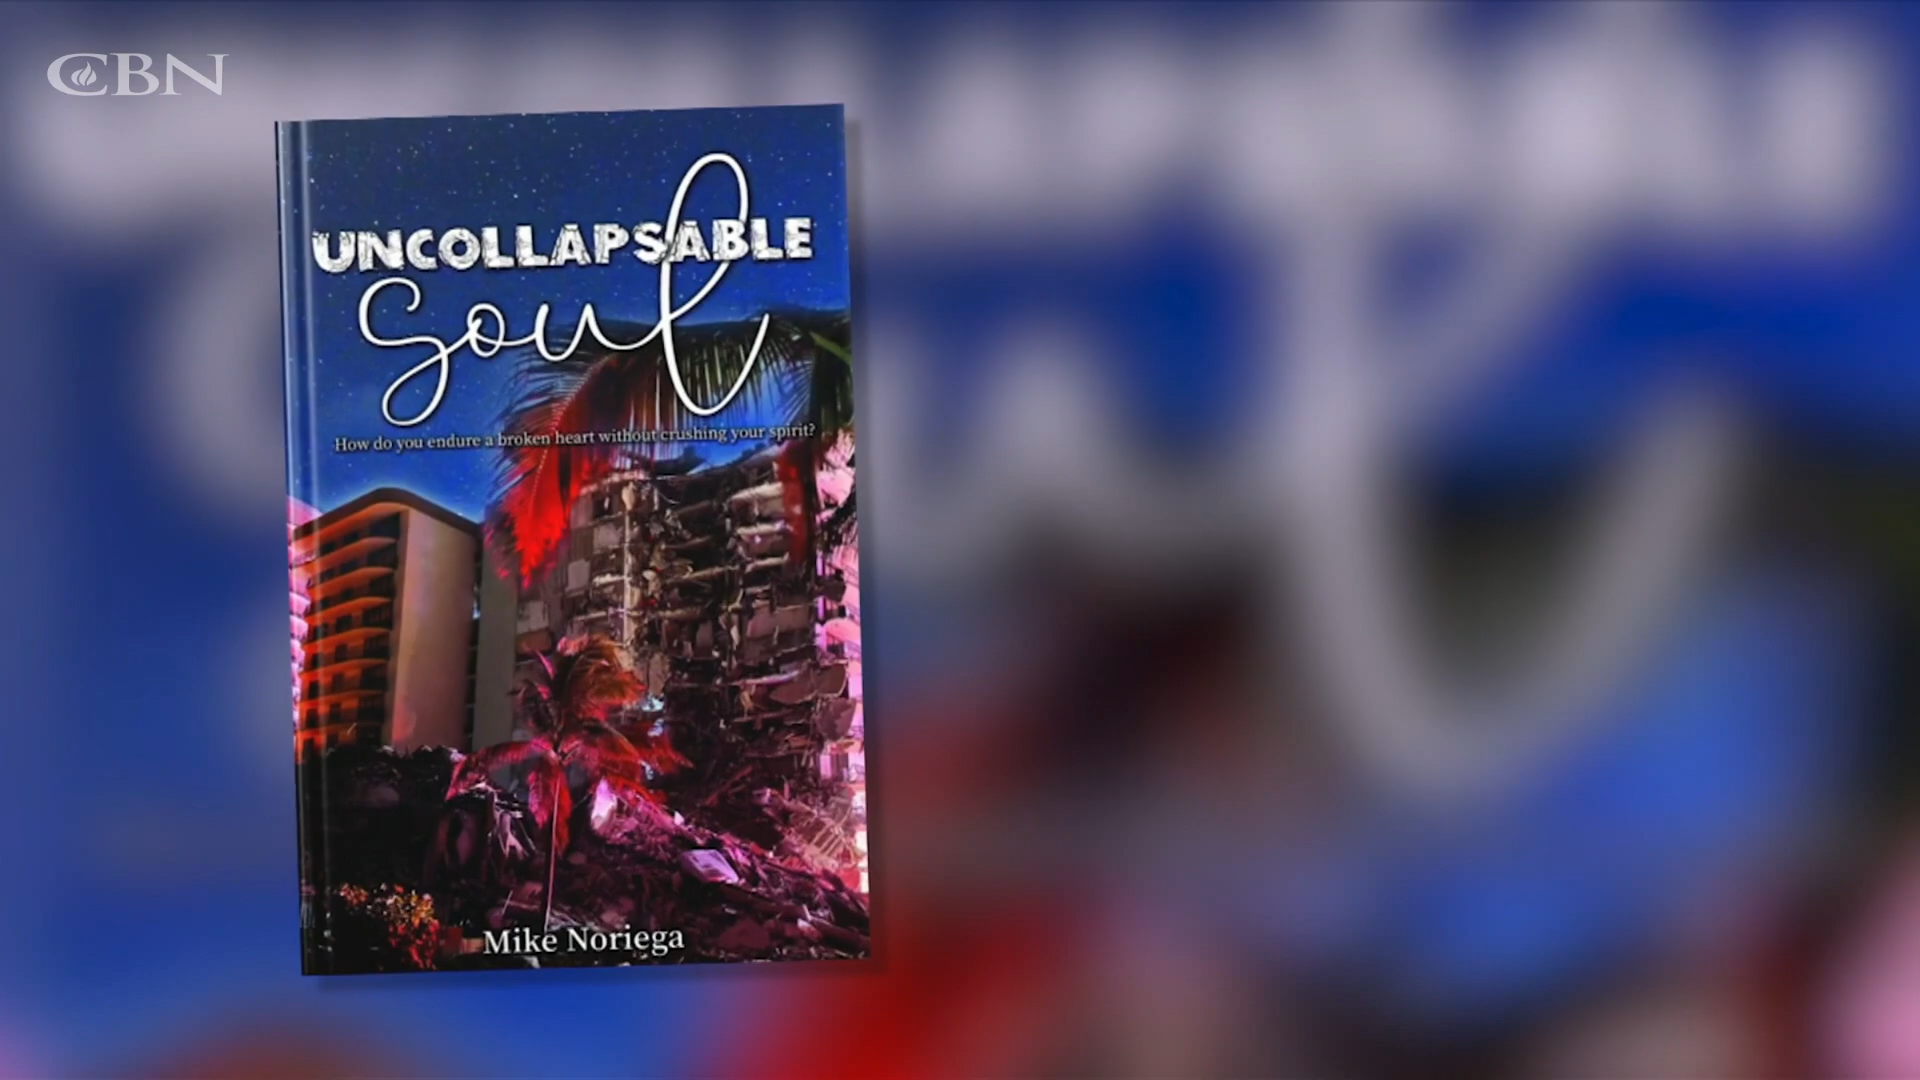 CBN
UNCOLLAPSABLE
Soul
How do you endure a broken heart without crushing your spirit?
Mike Noriega